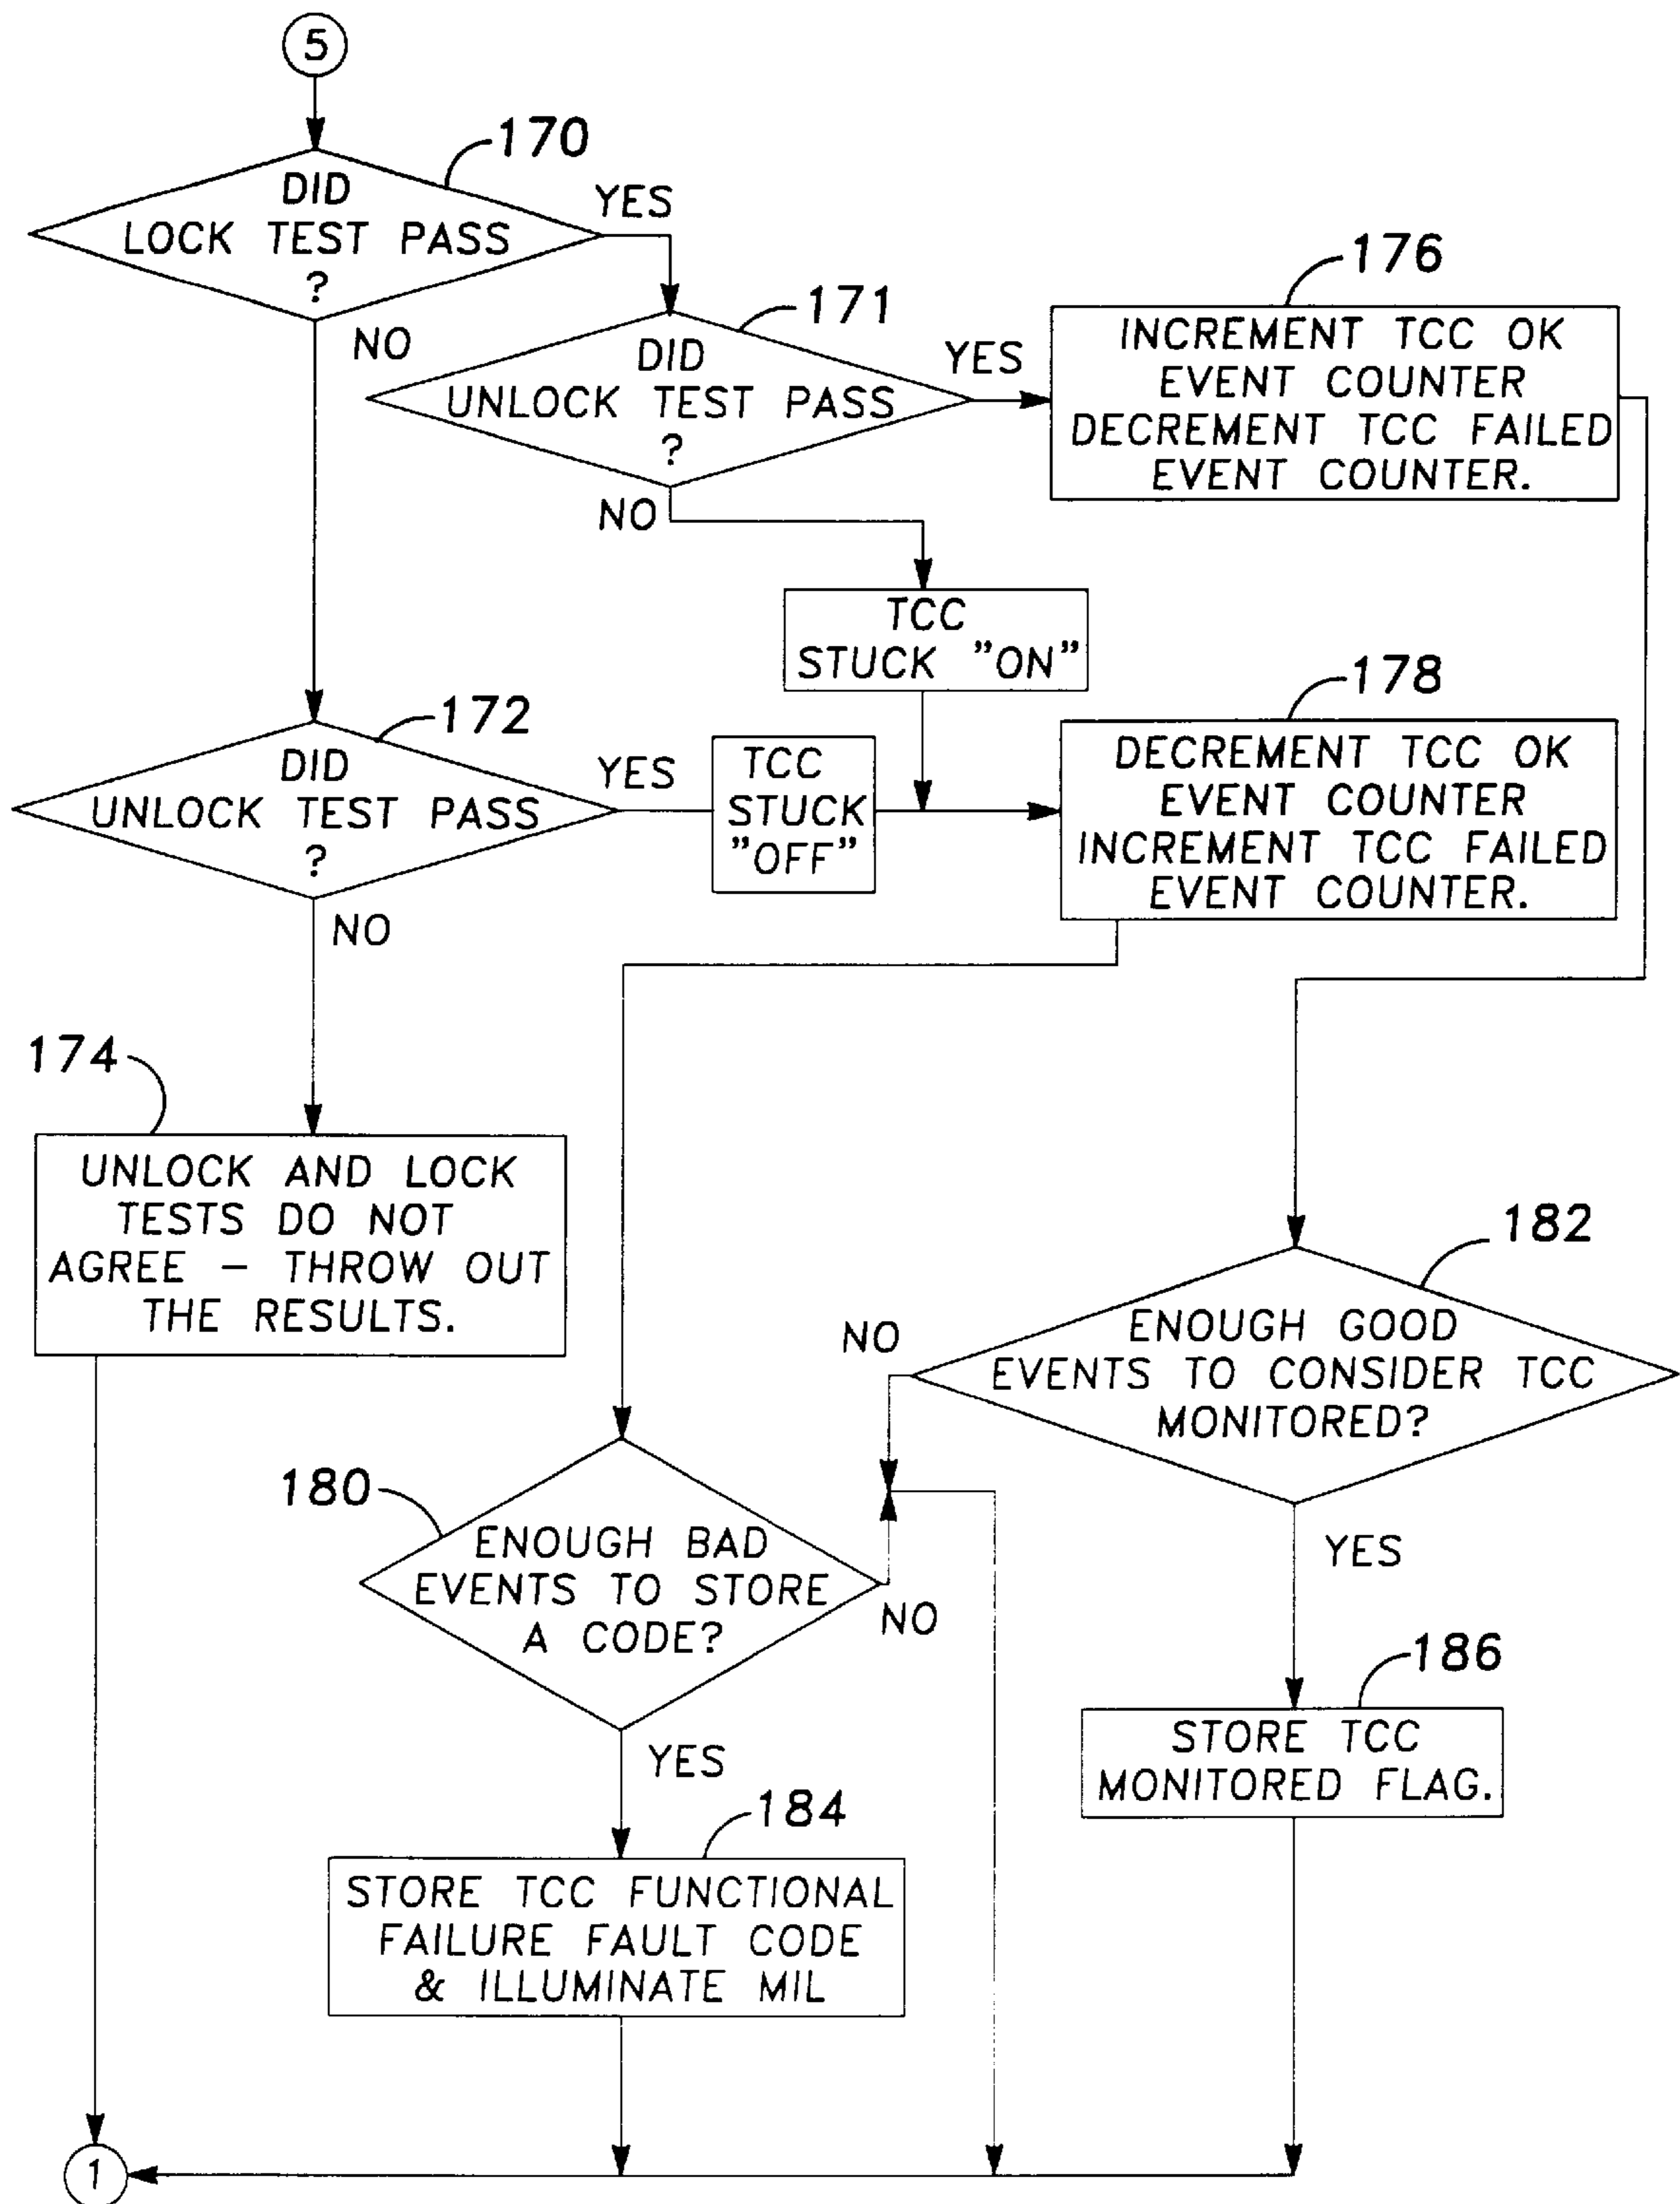 5
170
DID
LOCK TEST PASS
?
YES
NO
171
DID
UNLOCK TEST PASS
?
YES
NO
176
INCREMENT TCC OK
EVENT COUNTER
DECREMENT TCC FAILED
EVENT COUNTER.
TCC
STUCK "ON"
172
DID
UNLOCK TEST PASS
?
YES
NO
TCC
STUCK
"OFF"
178
DECREMENT TCC OK
EVENT COUNTER
INCREMENT TCC FAILED
EVENT COUNTER.
174
UNLOCK AND LOCK
TESTS DO NOT
AGREE – THROW OUT
THE RESULTS.
182
ENOUGH GOOD
EVENTS TO CONSIDER TCC
MONITORED?
NO
YES
180
ENOUGH BAD
EVENTS TO STORE
A CODE?
NO
YES
186
STORE TCC
MONITORED FLAG.
184
STORE TCC FUNCTIONAL
FAILURE FAULT CODE
& ILLUMINATE MIL
1